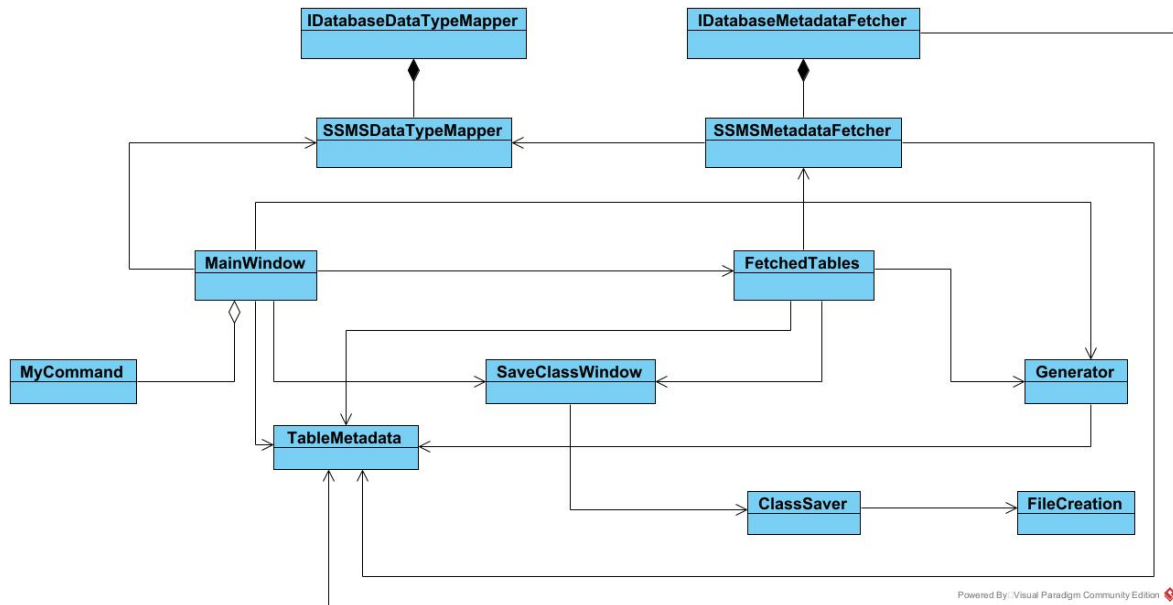 IDatabaseDataTypeMapper
IDatabaseMetadataFetcher
SSMSDataTypeMapper
SSMSMetadataFetcher
MainWindow
FetchedTables
MyCommand
SaveClassWindow
Generator
TableMetadata
ClassSaver
FileCreation
Powered By Visual Paradigm Community Edition